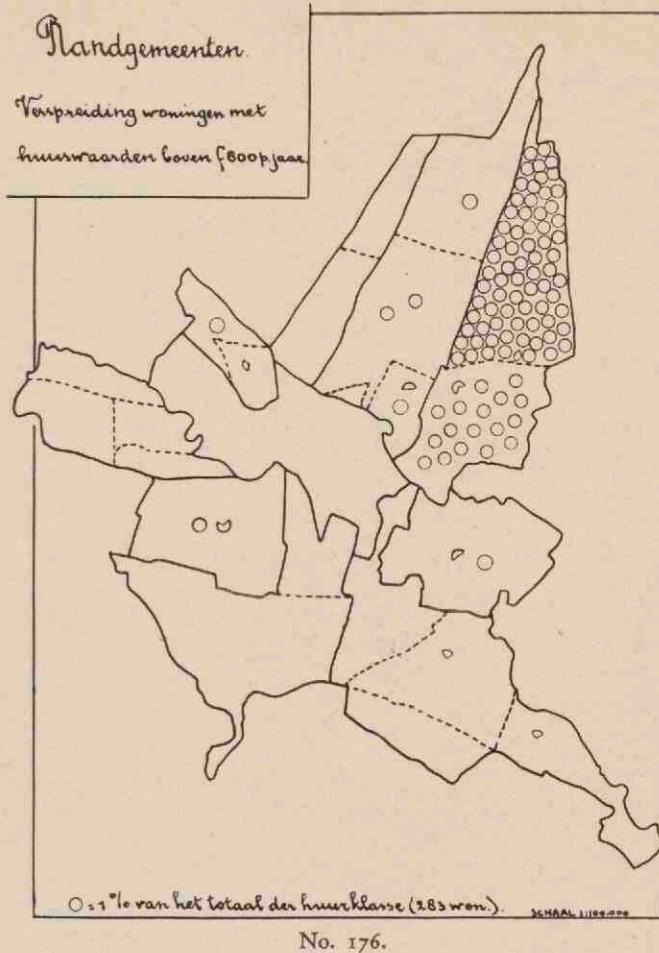 Randgemeenten.
Verspreiding woningen met
huurwaarden boven f 800 p. jaar
○ = 1 % van het totaal der huurklasse (283 won.).
SCHAAL 1:100.000
No. 176.